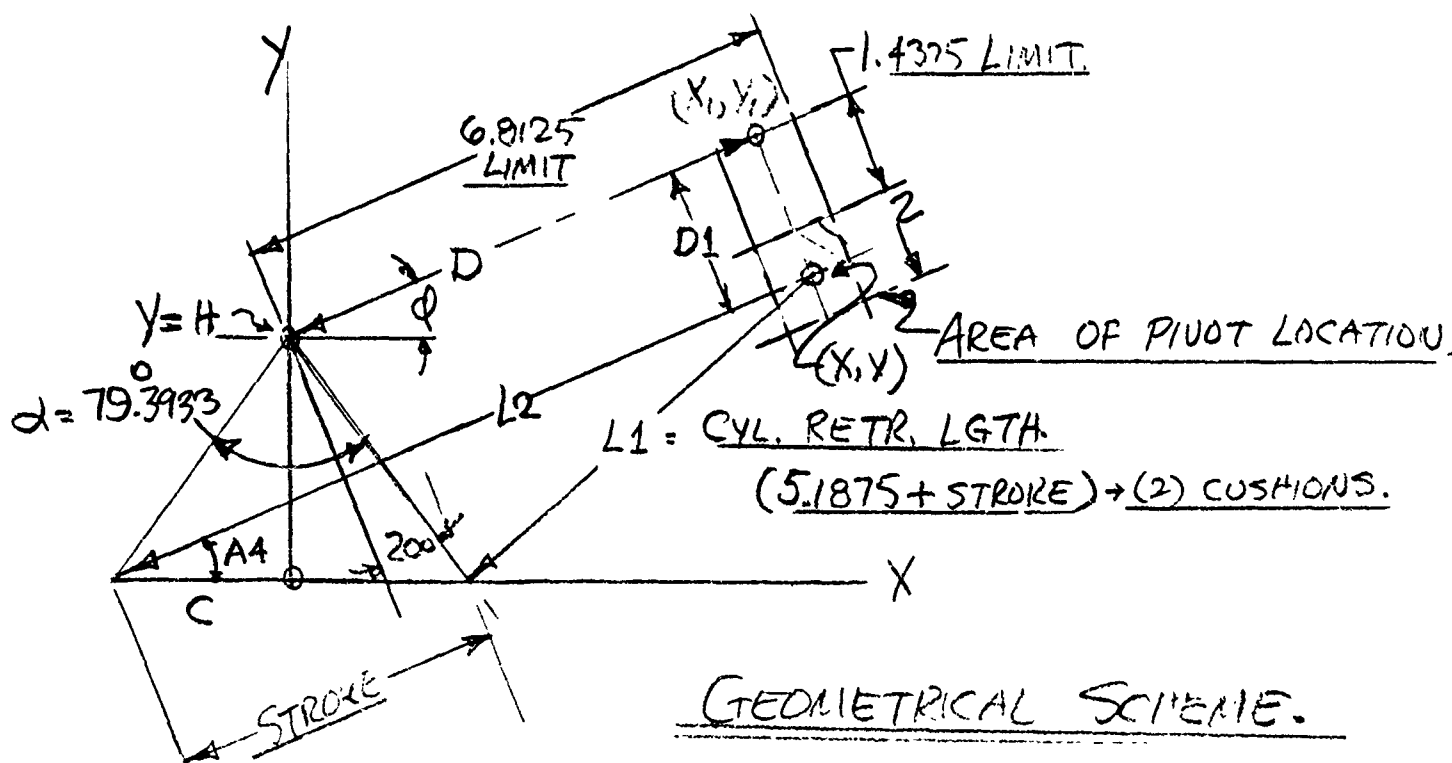 Y
1.4375 LIMIT.
(X1, Y1)
6.8125
LIMIT
D1
2
D
Y=H
φ
AREA OF PIVOT LOCATION.
(X, Y)
α = 79.3933°
L2
L1 = CYL. RETR. LGTH.
(5.1875 + STROKE) → (2) CUSHIONS.
A4
X
C
STROKE
GEOMETRICAL SCHEME.